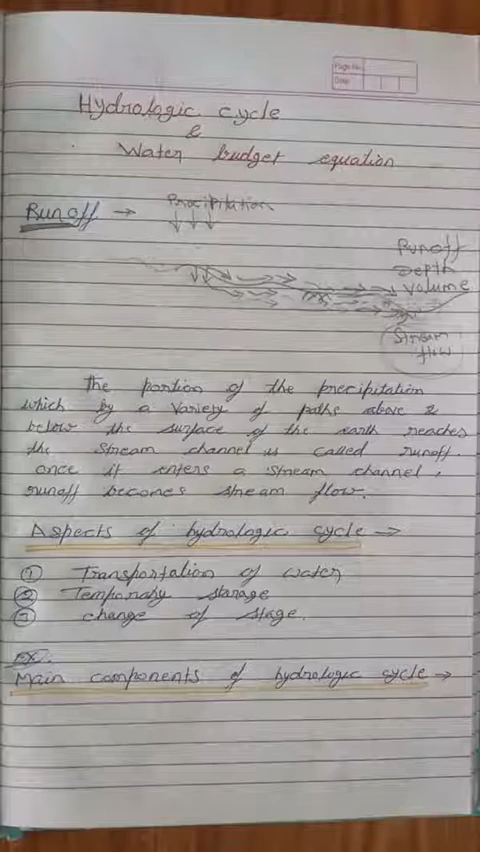 Page No.
Date
Hydrologic cycle
&
Water budget equation
Runoff → Precipitation
Runoff
Depth
volume
Stream
flow
The portion of the precipitation
which by a variety of paths above &
below the surface of the earth reaches
the stream channel is called runoff.
once it enters a stream channel,
runoff becomes stream flow.
Aspects of hydrologic cycle →
① Transportation of water
② Temporary storage
③ change of stage.
Main components of hydrologic cycle →